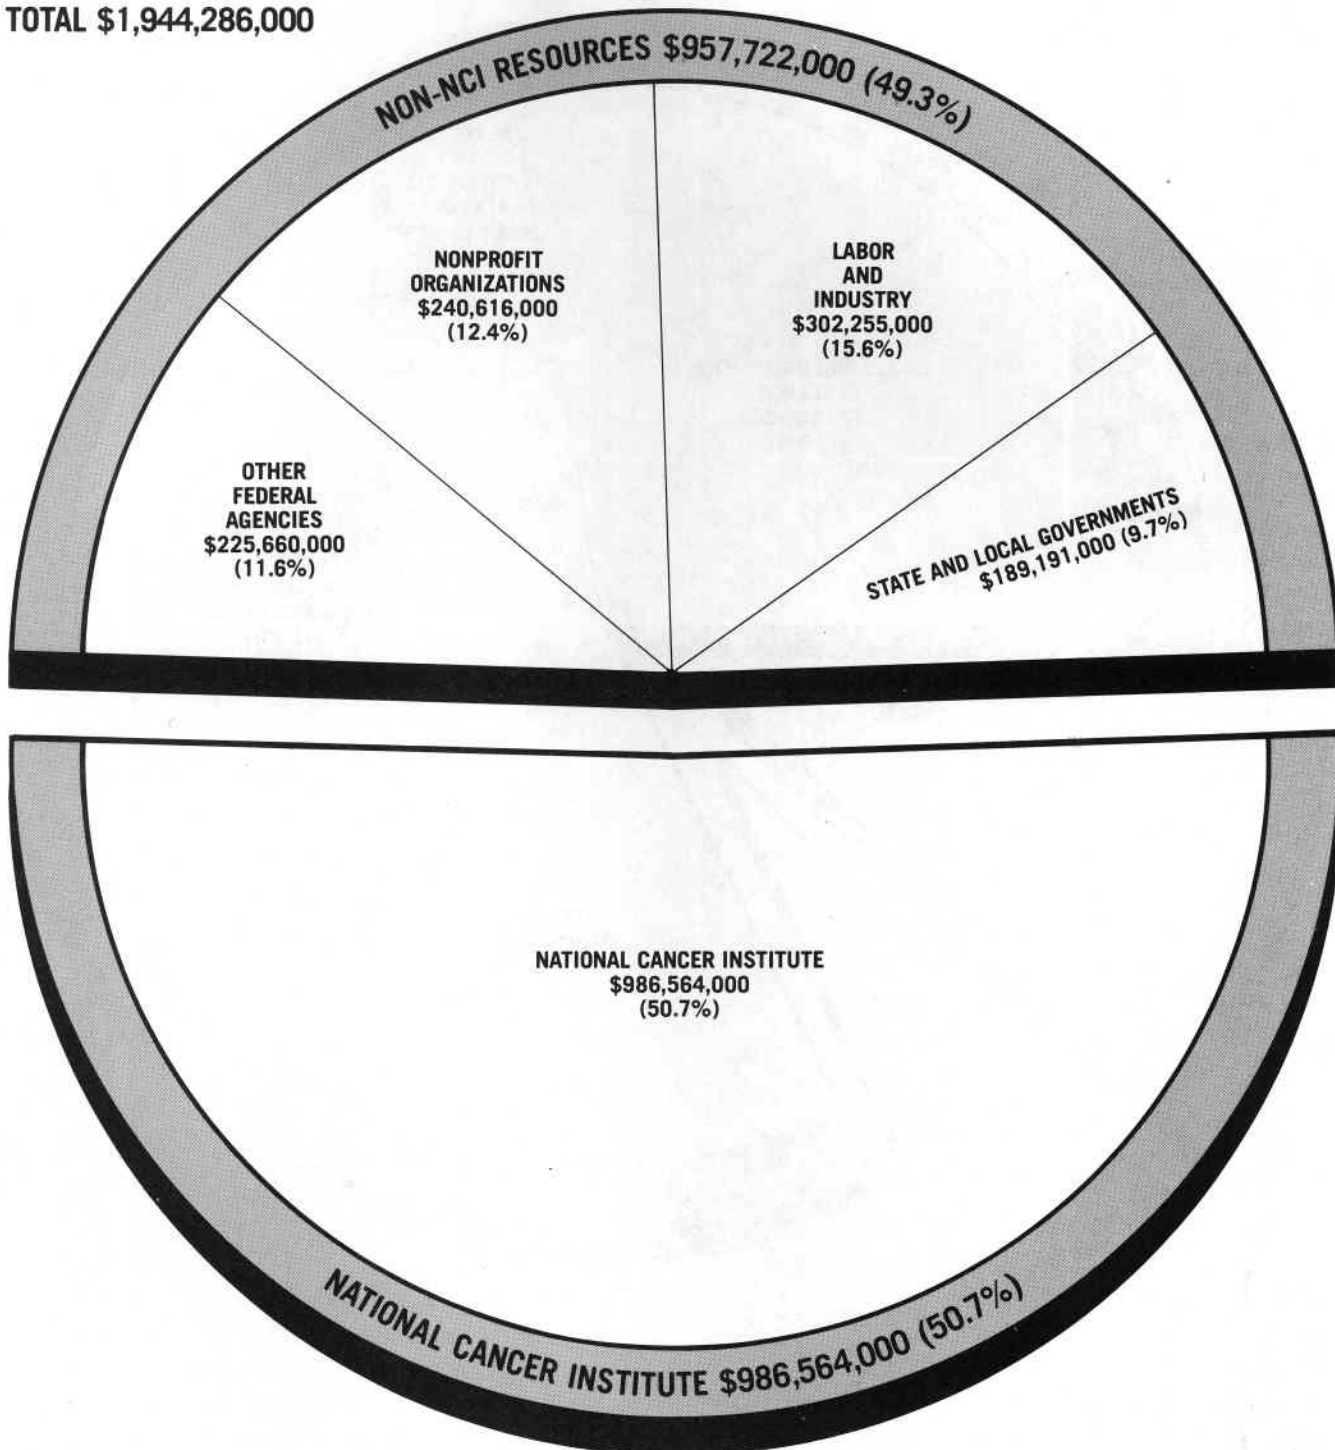 TOTAL $1,944,286,000
NON-NCI RESOURCES $957,722,000 (49.3%)
NONPROFIT
ORGANIZATIONS
$240,616,000
(12.4%)
LABOR
AND
INDUSTRY
$302,255,000
(15.6%)
OTHER
FEDERAL
AGENCIES
$225,660,000
(11.6%)
STATE AND LOCAL GOVERNMENTS
$189,191,000 (9.7%)
NATIONAL CANCER INSTITUTE
$986,564,000
(50.7%)
NATIONAL CANCER INSTITUTE $986,564,000 (50.7%)